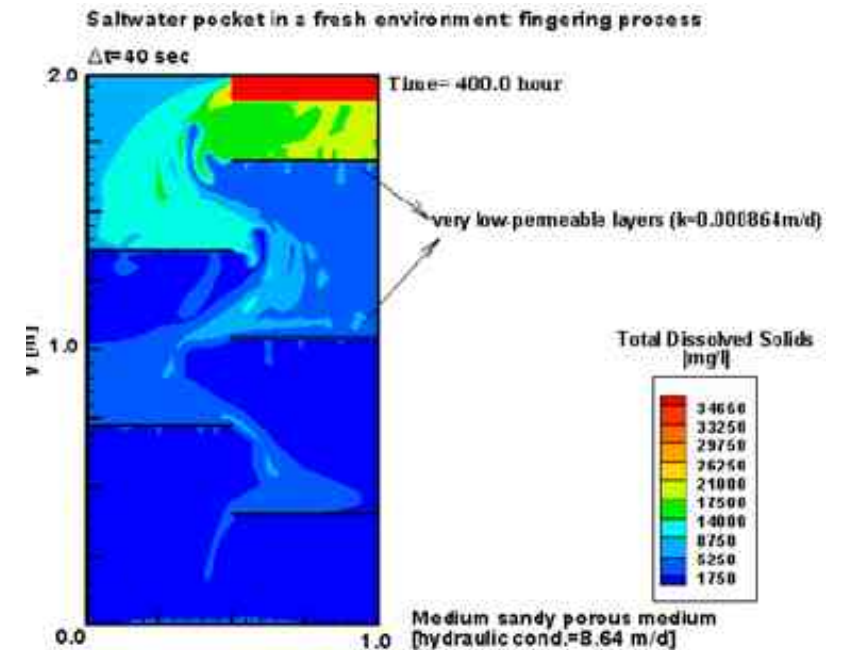 Saltwater pocket in a fresh environment: fingering process
Δt=40 sec
2.0
Time= 400.0 hour
very low-permeable layers (k=0.000864m/d)
y [m]
1.0
Total Dissolved Solids
[mg/l]
34650
33250
29750
26250
21000
17500
14000
8750
5250
1750
0.0
1.0
Medium sandy porous medium
[hydraulic cond.=8.64 m/d]